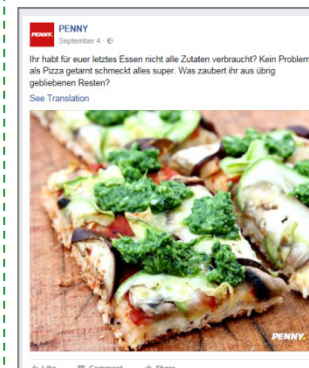 PENNY.
PENNY
September 4 ·
Ihr habt für euer letztes Essen nicht alle Zutaten verbraucht? Kein Problem
als Pizza getarnt schmeckt alles super. Was zaubert ihr aus übrig
gebliebenen Resten?
See Translation
PENNY.
Like Comment Share